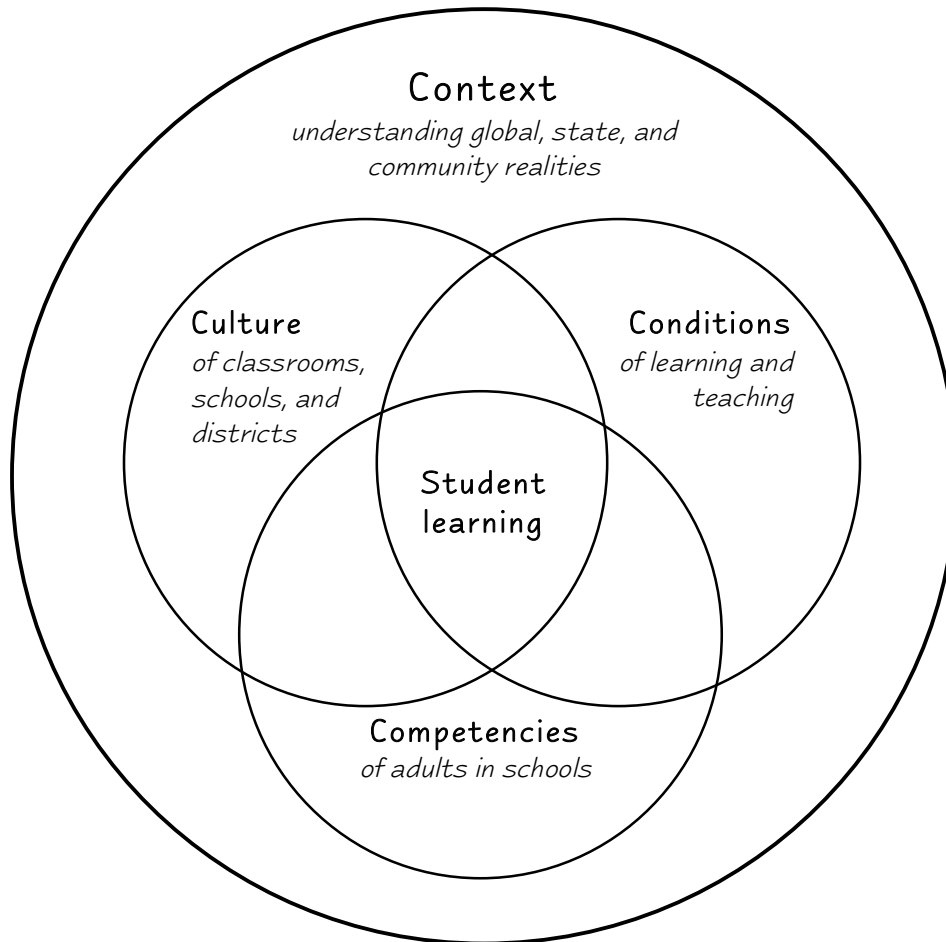 Context
understanding global, state, and
community realities
Culture
of classrooms,
schools, and
districts
Conditions
of learning and
teaching
Student
learning
Competencies
of adults in schools